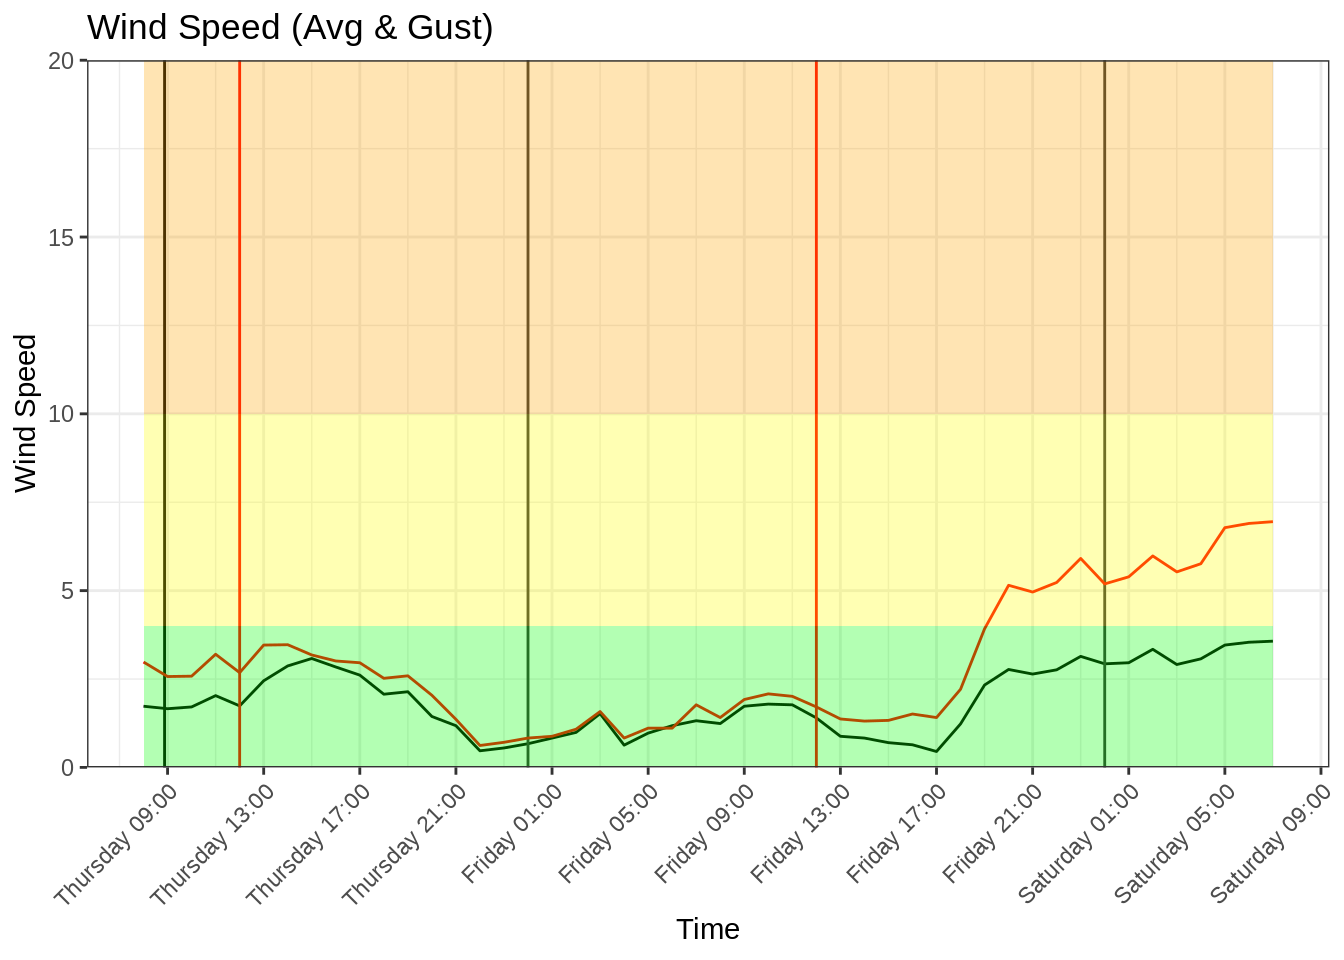 Wind Speed (Avg & Gust)
20
15
10
5
0
Wind Speed
Thursday 09:00
Thursday 13:00
Thursday 17:00
Thursday 21:00
Friday 01:00
Friday 05:00
Friday 09:00
Friday 13:00
Friday 17:00
Friday 21:00
Saturday 01:00
Saturday 05:00
Saturday 09:00
Time